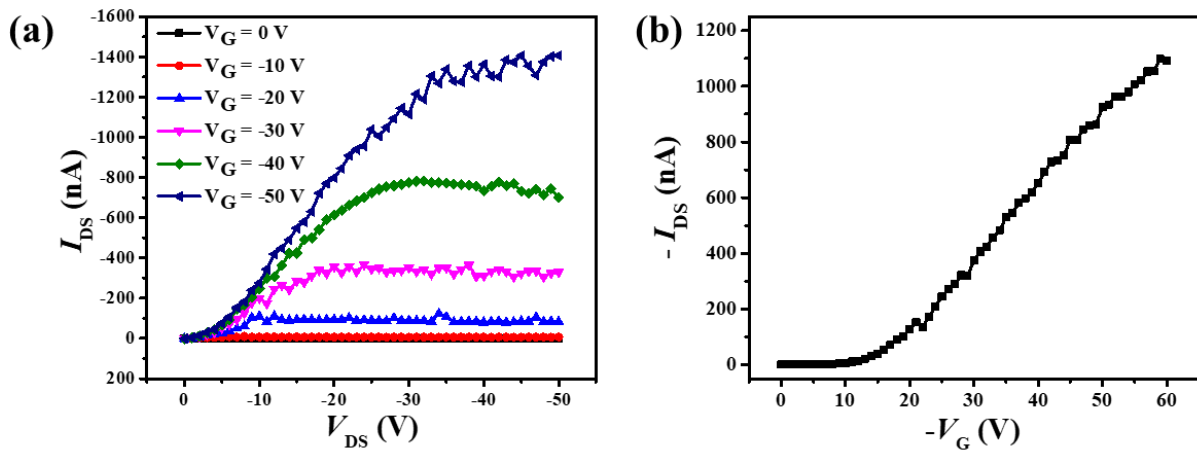 (a)
-1600
-1400
-1200
-1000
-800
-600
-400
-200
0
200
I_DS (nA)
V_G = 0 V
V_G = -10 V
V_G = -20 V
V_G = -30 V
V_G = -40 V
V_G = -50 V
0 -10 -20 -30 -40 -50
V_DS (V)
(b)
1200
1000
800
600
400
200
0
- I_DS (nA)
0 10 20 30 40 50 60
-V_G (V)